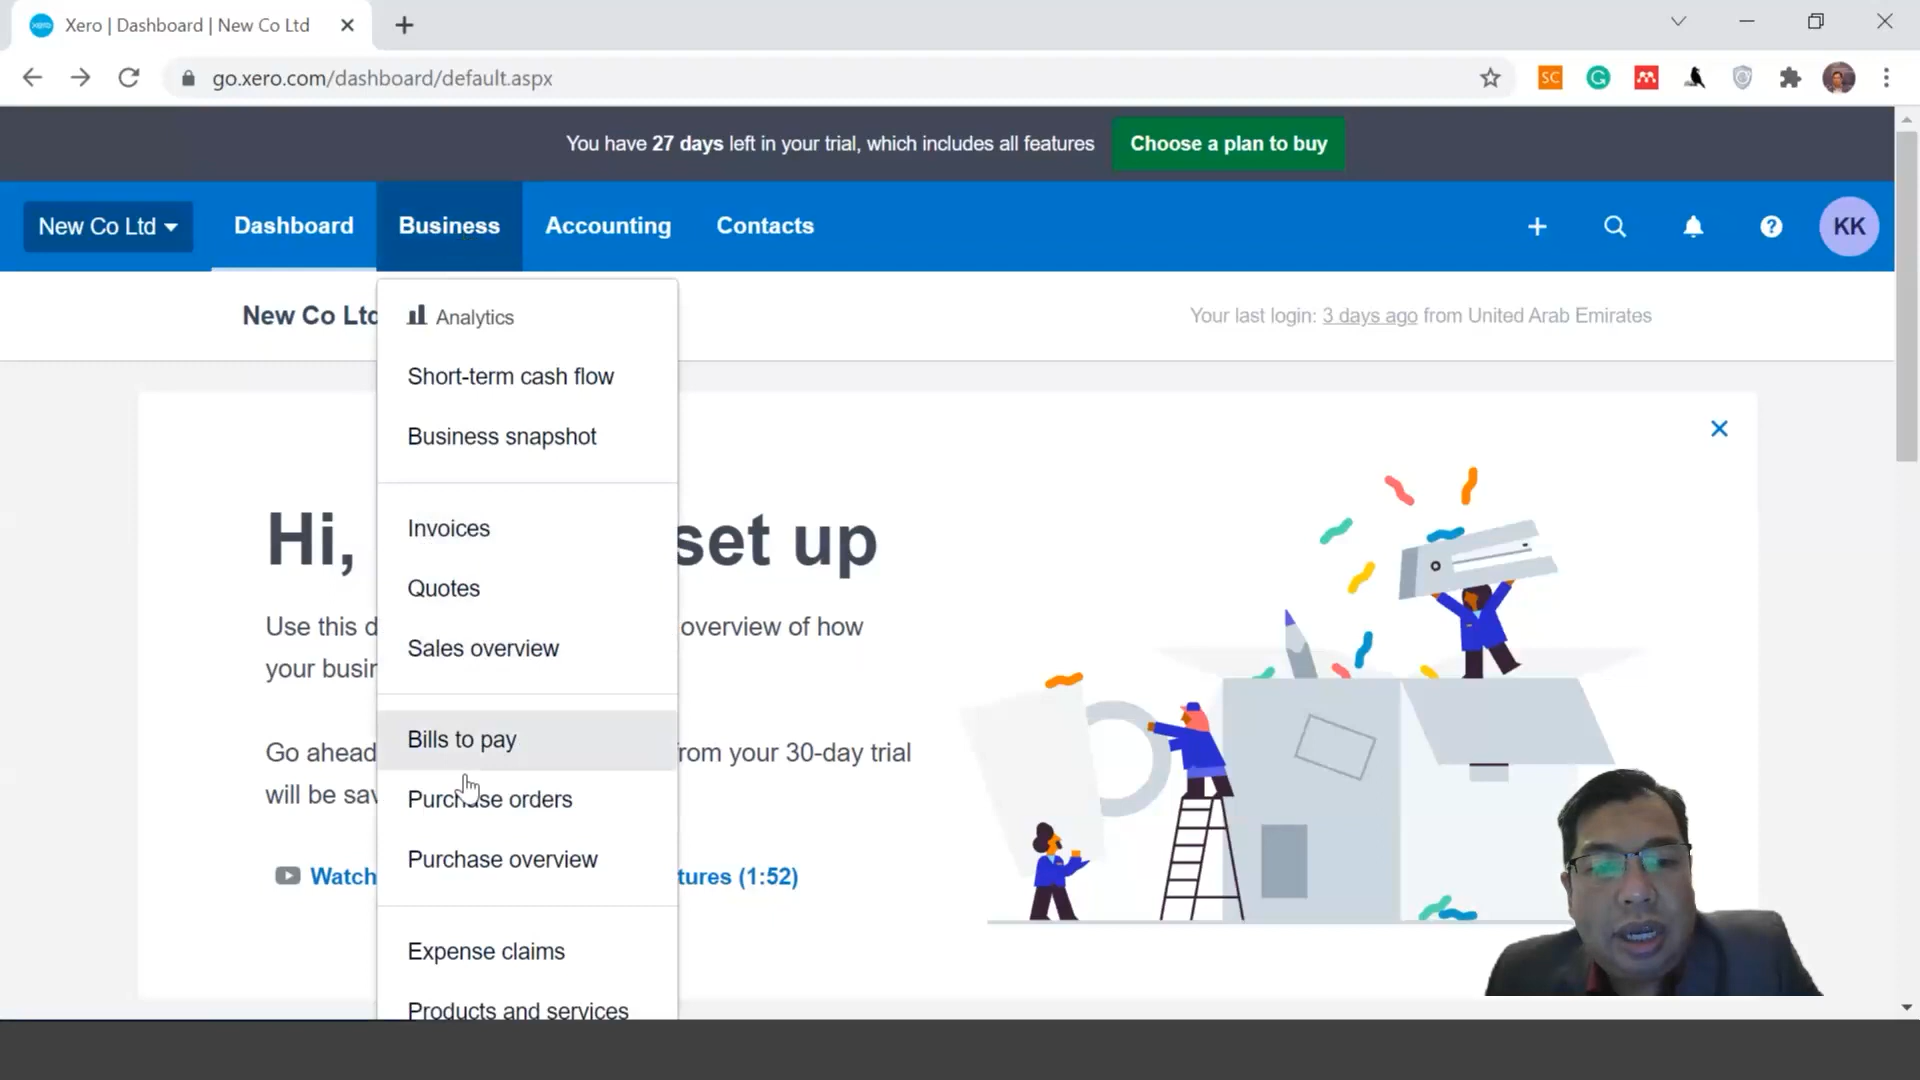 Xero | Dashboard | New Co Ltd
go.xero.com/dashboard/default.aspx
SC
You have 27 days left in your trial, which includes all features
Choose a plan to buy
New Co Ltd
Dashboard
Business
Accounting
Contacts
KK
New Co Ltd
Your last login: 3 days ago from United Arab Emirates
Analytics
Short-term cash flow
Business snapshot
Invoices
Quotes
Sales overview
Bills to pay
Purchase orders
Purchase overview
Expense claims
Products and services
Hi, set up
Use this d overview of how
your busin
Go ahead from your 30-day trial
will be sav
Watch tures (1:52)